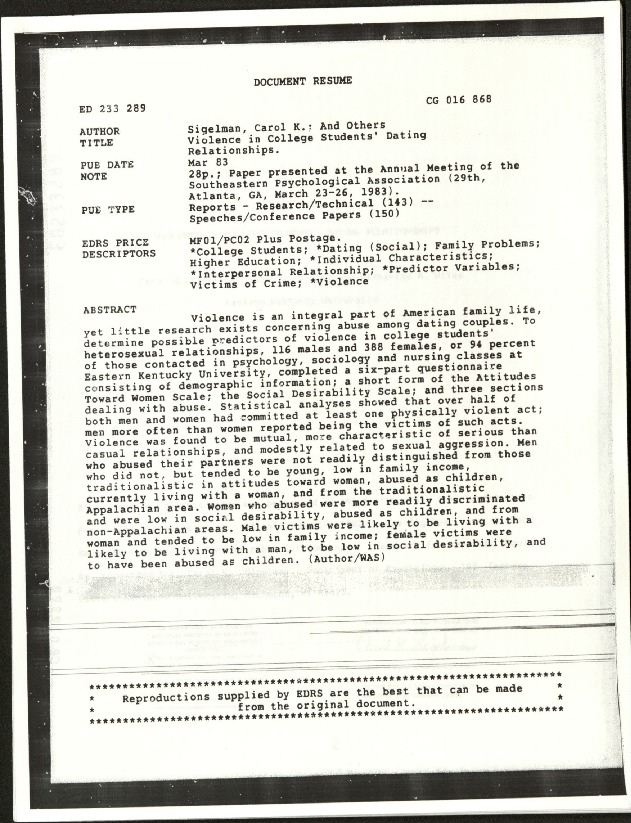 DOCUMENT RESUME
ED 233 289
CG 016 868
AUTHOR Sigelman, Carol K.; And Others
TITLE Violence in College Students' Dating
Relationships.
PUB DATE Mar 83
NOTE 28p.; Paper presented at the Annual Meeting of the
Southeastern Psychological Association (29th,
Atlanta, GA, March 23-26, 1983).
PUB TYPE Reports - Research/Technical (143) --
Speeches/Conference Papers (150)
EDRS PRICE MF01/PC02 Plus Postage.
DESCRIPTORS *College Students; *Dating (Social); Family Problems;
Higher Education; *Individual Characteristics;
*Interpersonal Relationship; *Predictor Variables;
Victims of Crime; *Violence
ABSTRACT
Violence is an integral part of American family life,
yet little research exists concerning abuse among dating couples. To
determine possible predictors of violence in college students'
heterosexual relationships, 116 males and 388 females, or 94 percent
of those contacted in psychology, sociology and nursing classes at
Eastern Kentucky University, completed a six-part questionnaire
consisting of demographic information; a short form of the Attitudes
Toward Women Scale; the Social Desirability Scale; and three sections
dealing with abuse. Statistical analyses showed that over half of
both men and women had committed at least one physically violent act;
men more often than women reported being the victims of such acts.
Violence was found to be mutual, more characteristic of serious than
casual relationships, and modestly related to sexual aggression. Men
who abused their partners were not readily distinguished from those
who did not, but tended to be young, low in family income,
traditionalistic in attitudes toward women, abused as children,
currently living with a woman, and from the traditionalistic
Appalachian area. Women who abused were more readily discriminated
and were low in social desirability, abused as children, and from
non-Appalachian areas. Male victims were likely to be living with a
woman and tended to be low in family income; female victims were
likely to be living with a man, to be low in social desirability, and
to have been abused as children. (Author/WAS)
***********************************************************************
* Reproductions supplied by EDRS are the best that can be made *
* from the original document. *
***********************************************************************